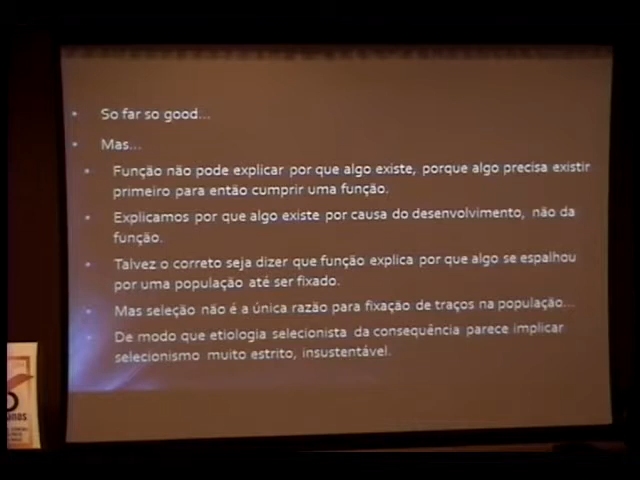 So far so good...
Mas...
Função não pode explicar por que algo existe, porque algo precisa existir
primeiro para então cumprir uma função.
Explicamos por que algo existe por causa do desenvolvimento, não da
função.
Talvez o correto seja dizer que função explica por que algo se espalhou
por uma população até ser fixado.
Mas seleção não é a única razão para fixação de traços na população...
De modo que etiologia selecionista da consequência parece implicar
selecionismo muito estrito, insustentável.